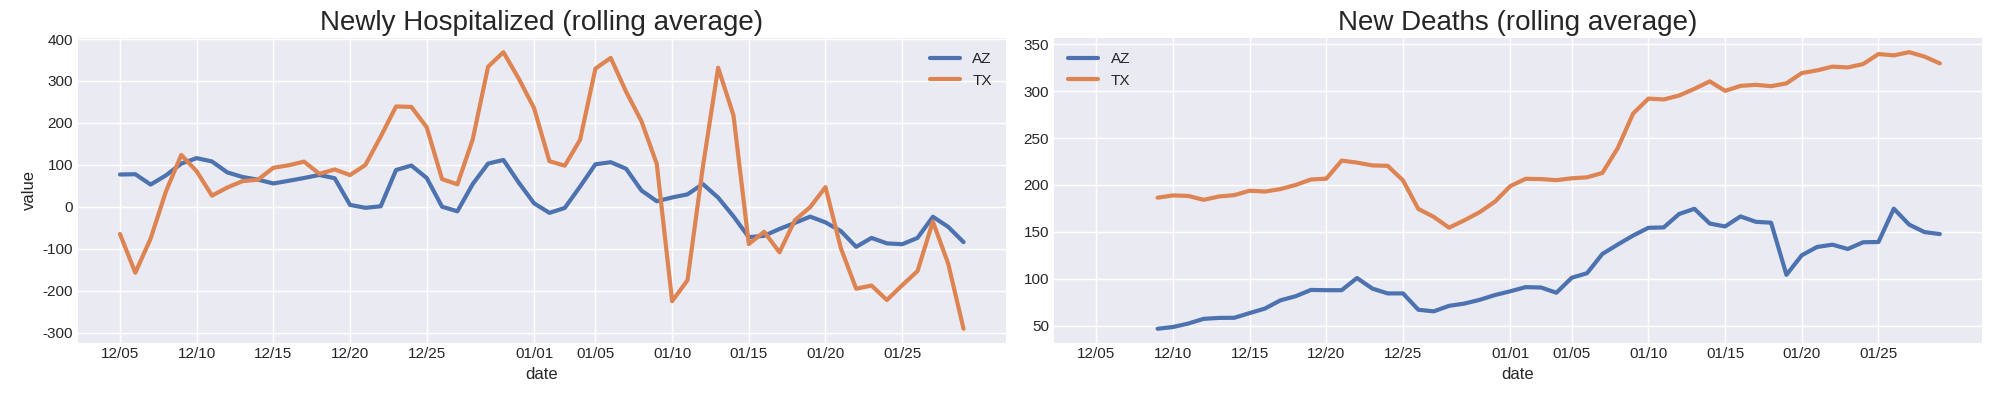 Newly Hospitalized (rolling average)
400
300
200
100
0
-100
-200
-300
value
AZ
TX
12/05 12/10 12/15 12/20 12/25 01/01 01/05 01/10 01/15 01/20 01/25
date
New Deaths (rolling average)
350
300
250
200
150
100
50
AZ
TX
12/05 12/10 12/15 12/20 12/25 01/01 01/05 01/10 01/15 01/20 01/25
date